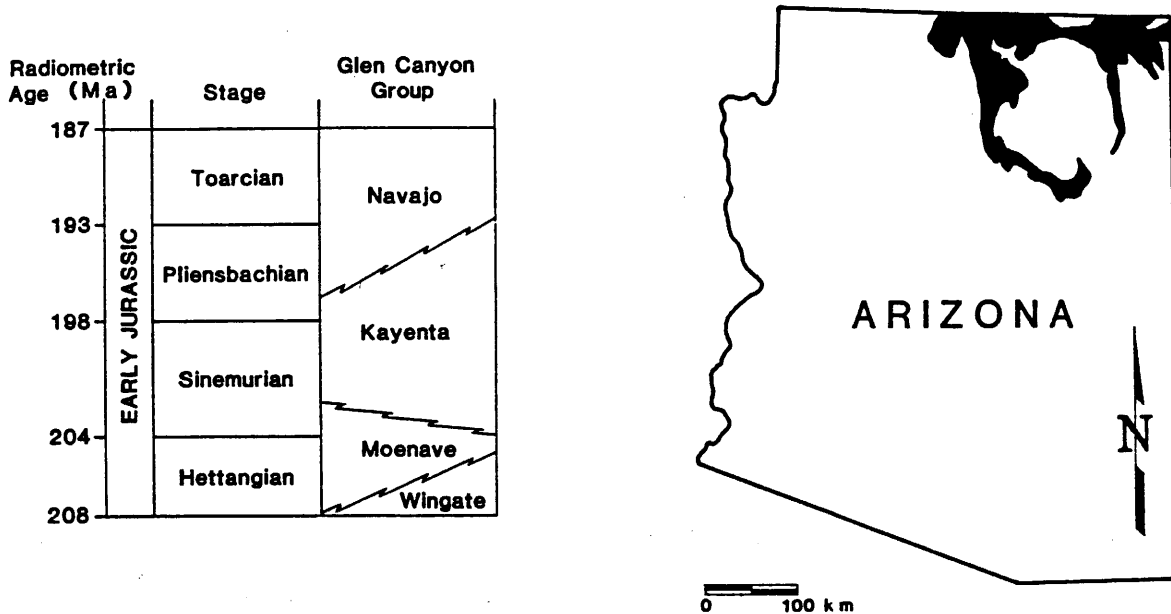 Radiometric
Age (Ma)
Stage
Glen Canyon
Group
187
193
198
204
208
EARLY JURASSIC
Toarcian
Pliensbachian
Sinemurian
Hettangian
Navajo
Kayenta
Moenave
Wingate
ARIZONA
N
0 100 km